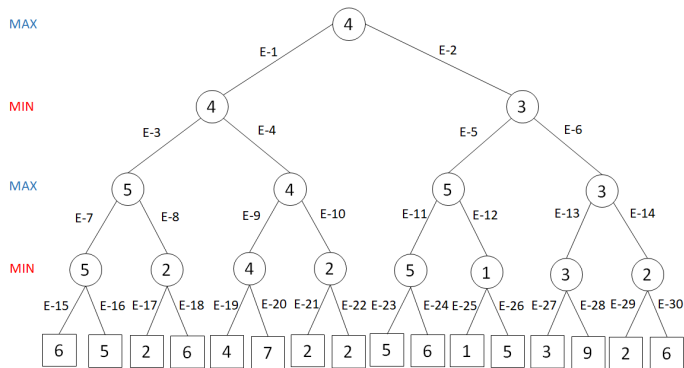 MAX 4
E-1 E-2
MIN 4 3
E-3 E-4 E-5 E-6
MAX 5 4 5 3
E-7 E-8 E-9 E-10 E-11 E-12 E-13 E-14
MIN 5 2 4 2 5 1 3 2
E-15 E-16 E-17 E-18 E-19 E-20 E-21 E-22 E-23 E-24 E-25 E-26 E-27 E-28 E-29 E-30
6 5 2 6 4 7 2 2 5 6 1 5 3 9 2 6